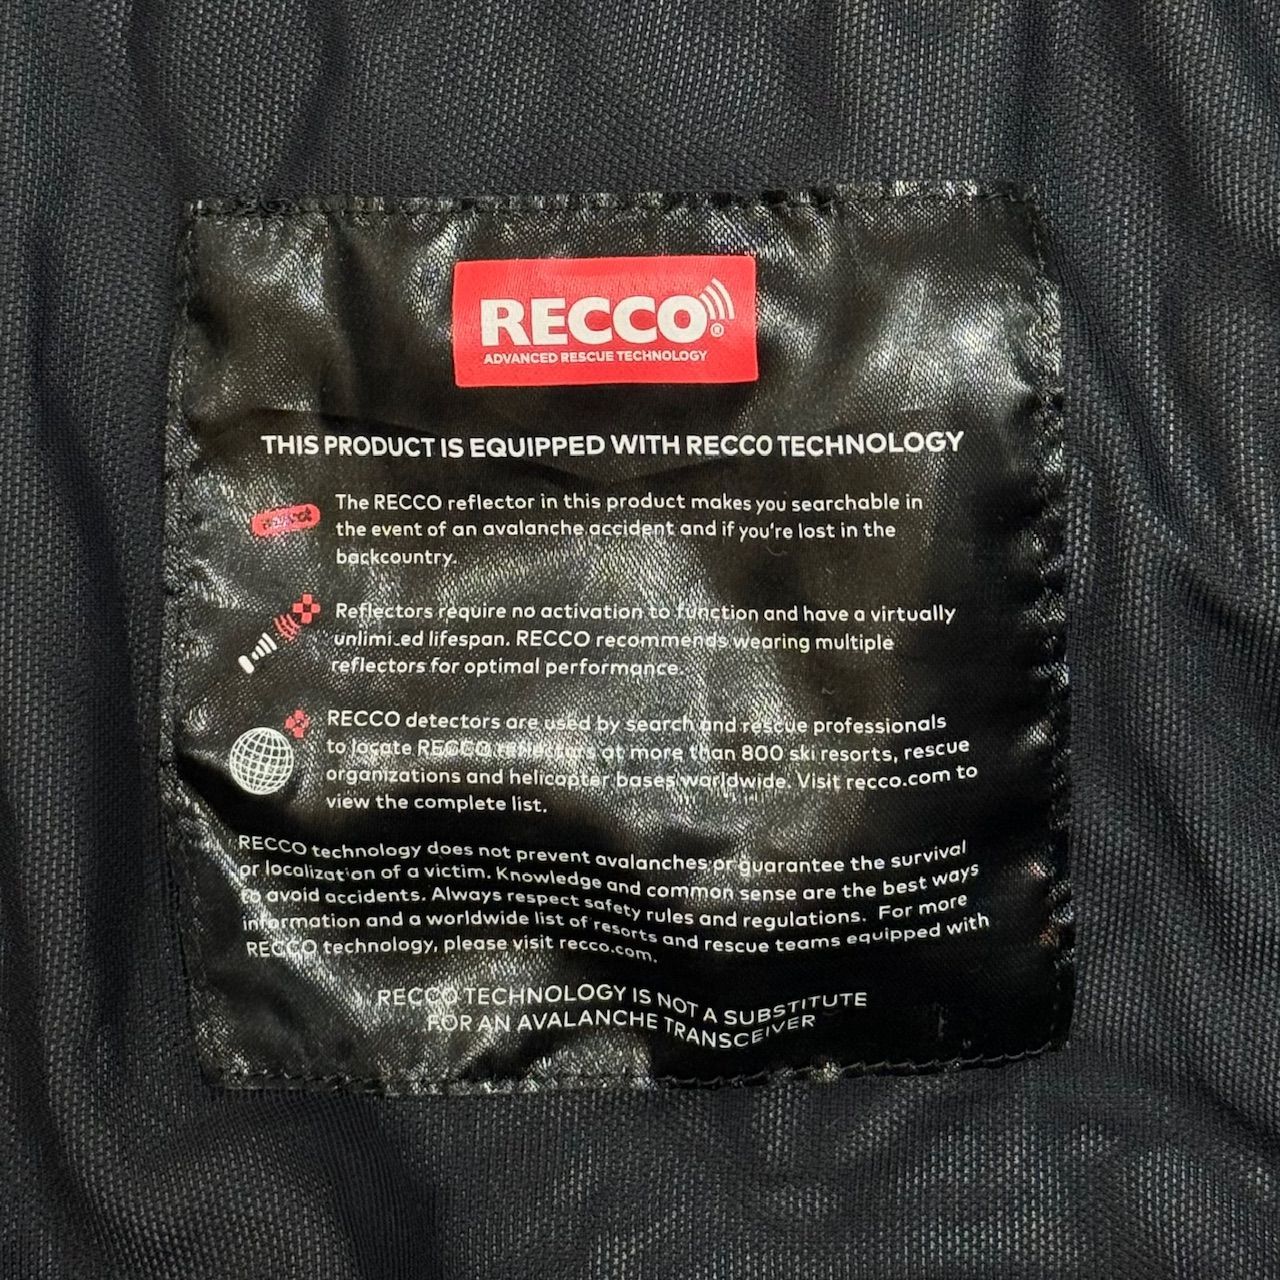 RECCO®
ADVANCED RESCUE TECHNOLOGY
THIS PRODUCT IS EQUIPPED WITH RECCO TECHNOLOGY
The RECCO reflector in this product makes you searchable in
the event of an avalanche accident and if you're lost in the
backcountry.
Reflectors require no activation to function and have a virtually
unlimi.ed lifespan. RECCO recommends wearing multiple
reflectors for optimal performance.
RECCO detectors are used by search and rescue professionals
to locate RECCO reflectors at more than 800 ski resorts, rescue
organizations and helicopter bases worldwide. Visit recco.com to
view the complete list.
RECCO technology does not prevent avalanches or guarantee the survival
or localization of a victim. Knowledge and common sense are the best ways
to avoid accidents. Always respect safety rules and regulations. For more
information and a worldwide list of resorts and rescue teams equipped with
RECCO technology, please visit recco.com.
RECCO TECHNOLOGY IS NOT A SUBSTITUTE
FOR AN AVALANCHE TRANSCEIVER